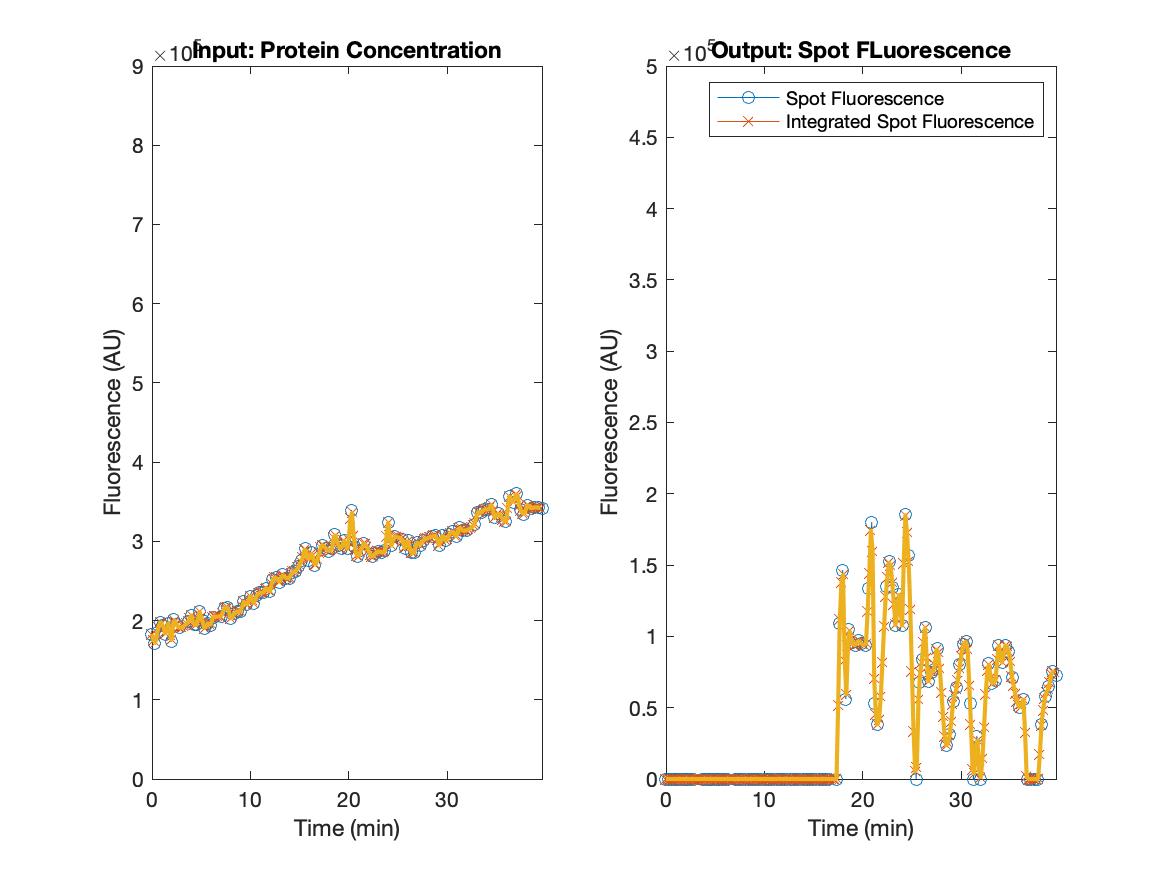 ×10⁵
Input: Protein Concentration
9
8
7
6
5
4
3
2
1
0
Fluorescence (AU)
0 10 20 30
Time (min)
×10⁵
Output: Spot FLuorescence
Spot Fluorescence
Integrated Spot Fluorescence
5
4.5
4
3.5
3
2.5
2
1.5
1
0.5
0
Fluorescence (AU)
0 10 20 30
Time (min)